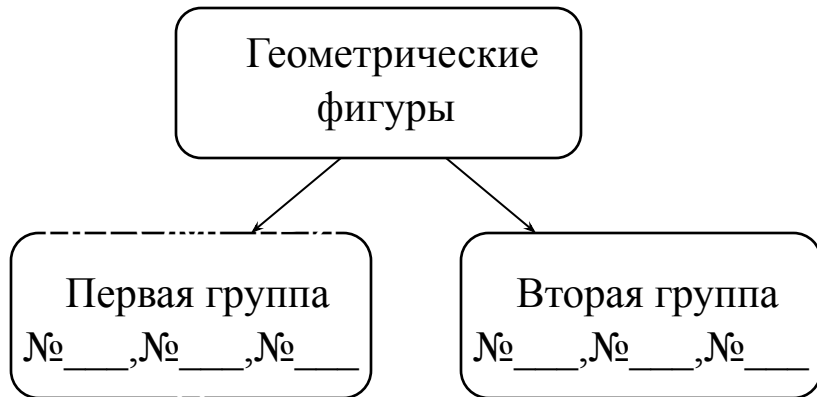 Геометрические
фигуры
Первая группа
№___,№___,№___
Вторая группа
№___,№___,№___